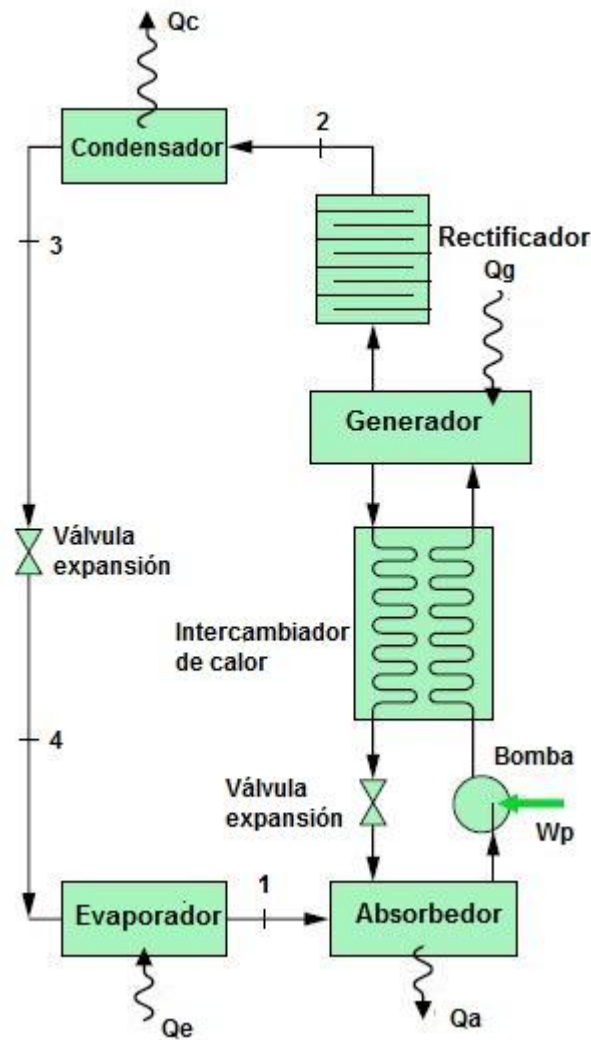 Qc
Condensador
2
3
Rectificador
Qg
Generador
Válvula
expansión
Intercambiador
de calor
4
Bomba
Válvula
expansión
Wp
Evaporador
1
Absorbedor
Qe
Qa